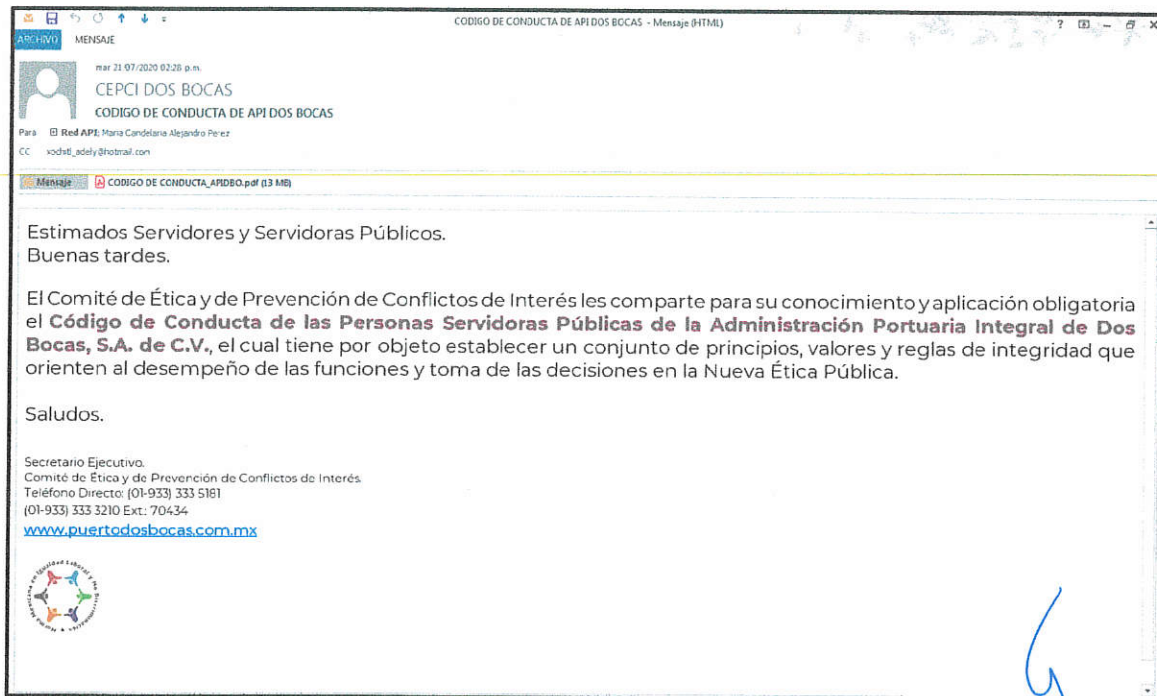 CODIGO DE CONDUCTA DE API DOS BOCAS - Mensaje (HTML)
ARCHIVO MENSAJE
mar 21/07/2020 02:28 p.m.
CEPCI DOS BOCAS
CODIGO DE CONDUCTA DE API DOS BOCAS
Para Red API; Maria Candelaria Alejandro Perez
CC xochitl_adely@hotmail.com
Mensaje CODIGO DE CONDUCTA_APIDBO.pdf (13 MB)
Estimados Servidores y Servidoras Públicos.
Buenas tardes.
El Comité de Ética y de Prevención de Conflictos de Interés les comparte para su conocimiento y aplicación obligatoria
el Código de Conducta de las Personas Servidoras Públicas de la Administración Portuaria Integral de Dos
Bocas, S.A. de C.V., el cual tiene por objeto establecer un conjunto de principios, valores y reglas de integridad que
orienten al desempeño de las funciones y toma de las decisiones en la Nueva Ética Pública.
Saludos.
Secretario Ejecutivo.
Comité de Ética y de Prevención de Conflictos de Interés.
Teléfono Directo: (01-933) 333 5181
(01-933) 333 3210 Ext.: 70434
www.puertodosbocas.com.mx
Norma Mexicana en Igualdad Laboral y No Discriminación